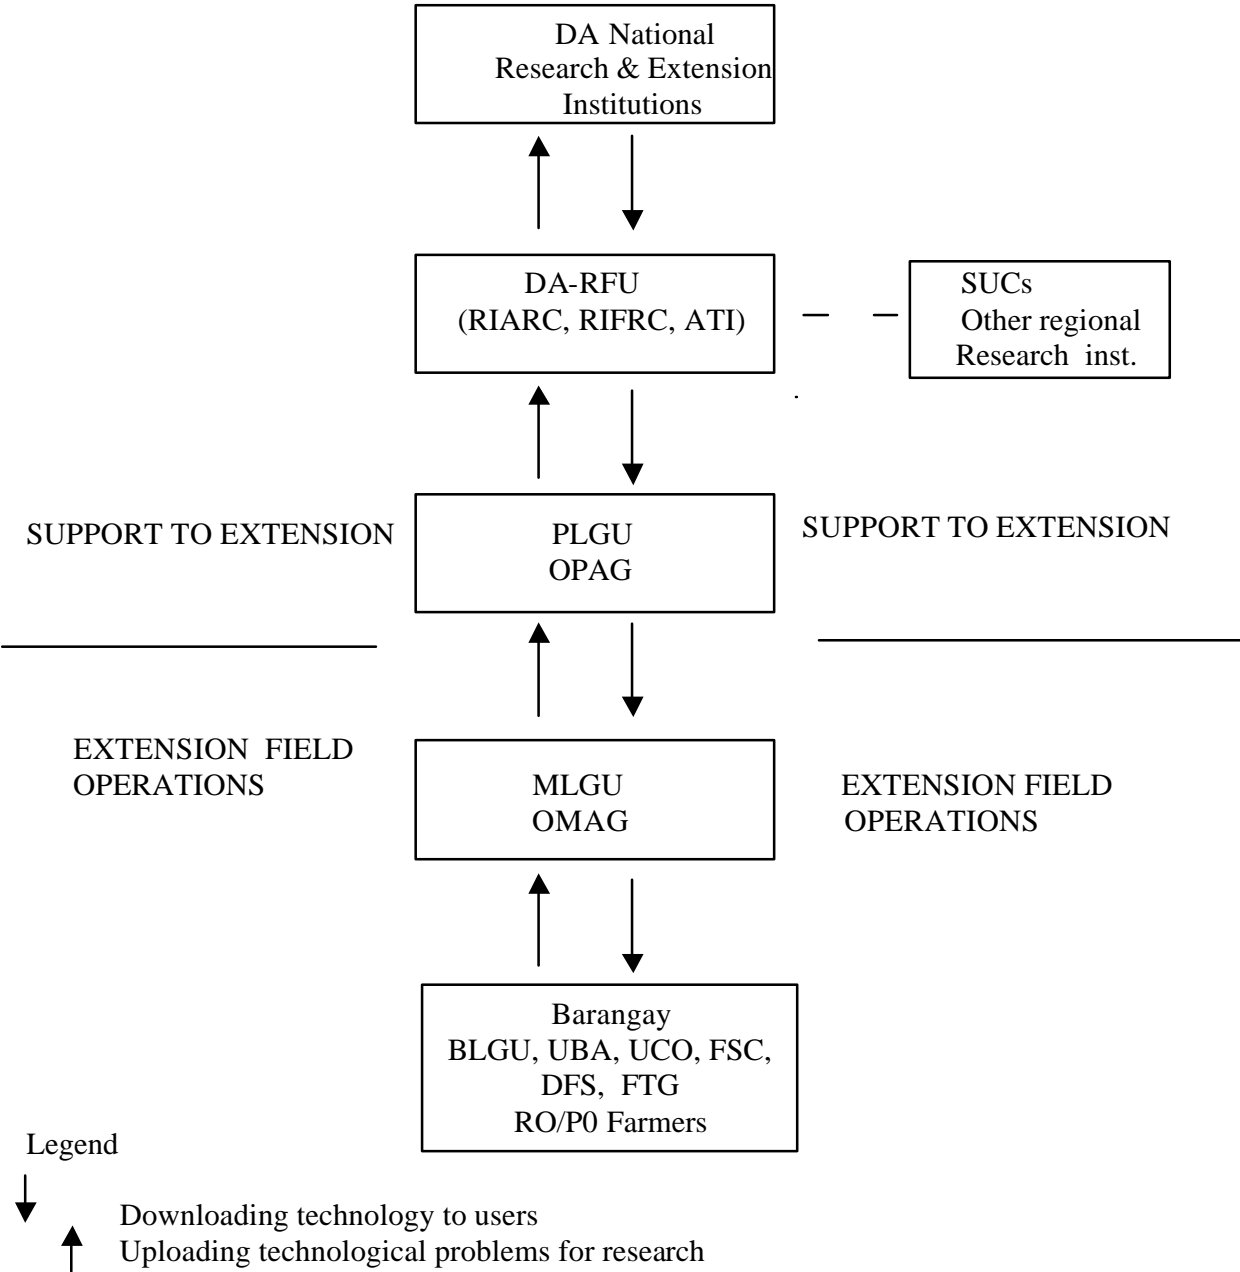 DA National
Research & Extension
Institutions
DA-RFU
(RIARC, RIFRC, ATI)
SUCs
Other regional
Research inst.
SUPPORT TO EXTENSION
PLGU
OPAG
SUPPORT TO EXTENSION
EXTENSION FIELD
OPERATIONS
MLGU
OMAG
EXTENSION FIELD
OPERATIONS
Barangay
BLGU, UBA, UCO, FSC,
DFS, FTG
RO/P0 Farmers
Legend
Downloading technology to users
Uploading technological problems for research